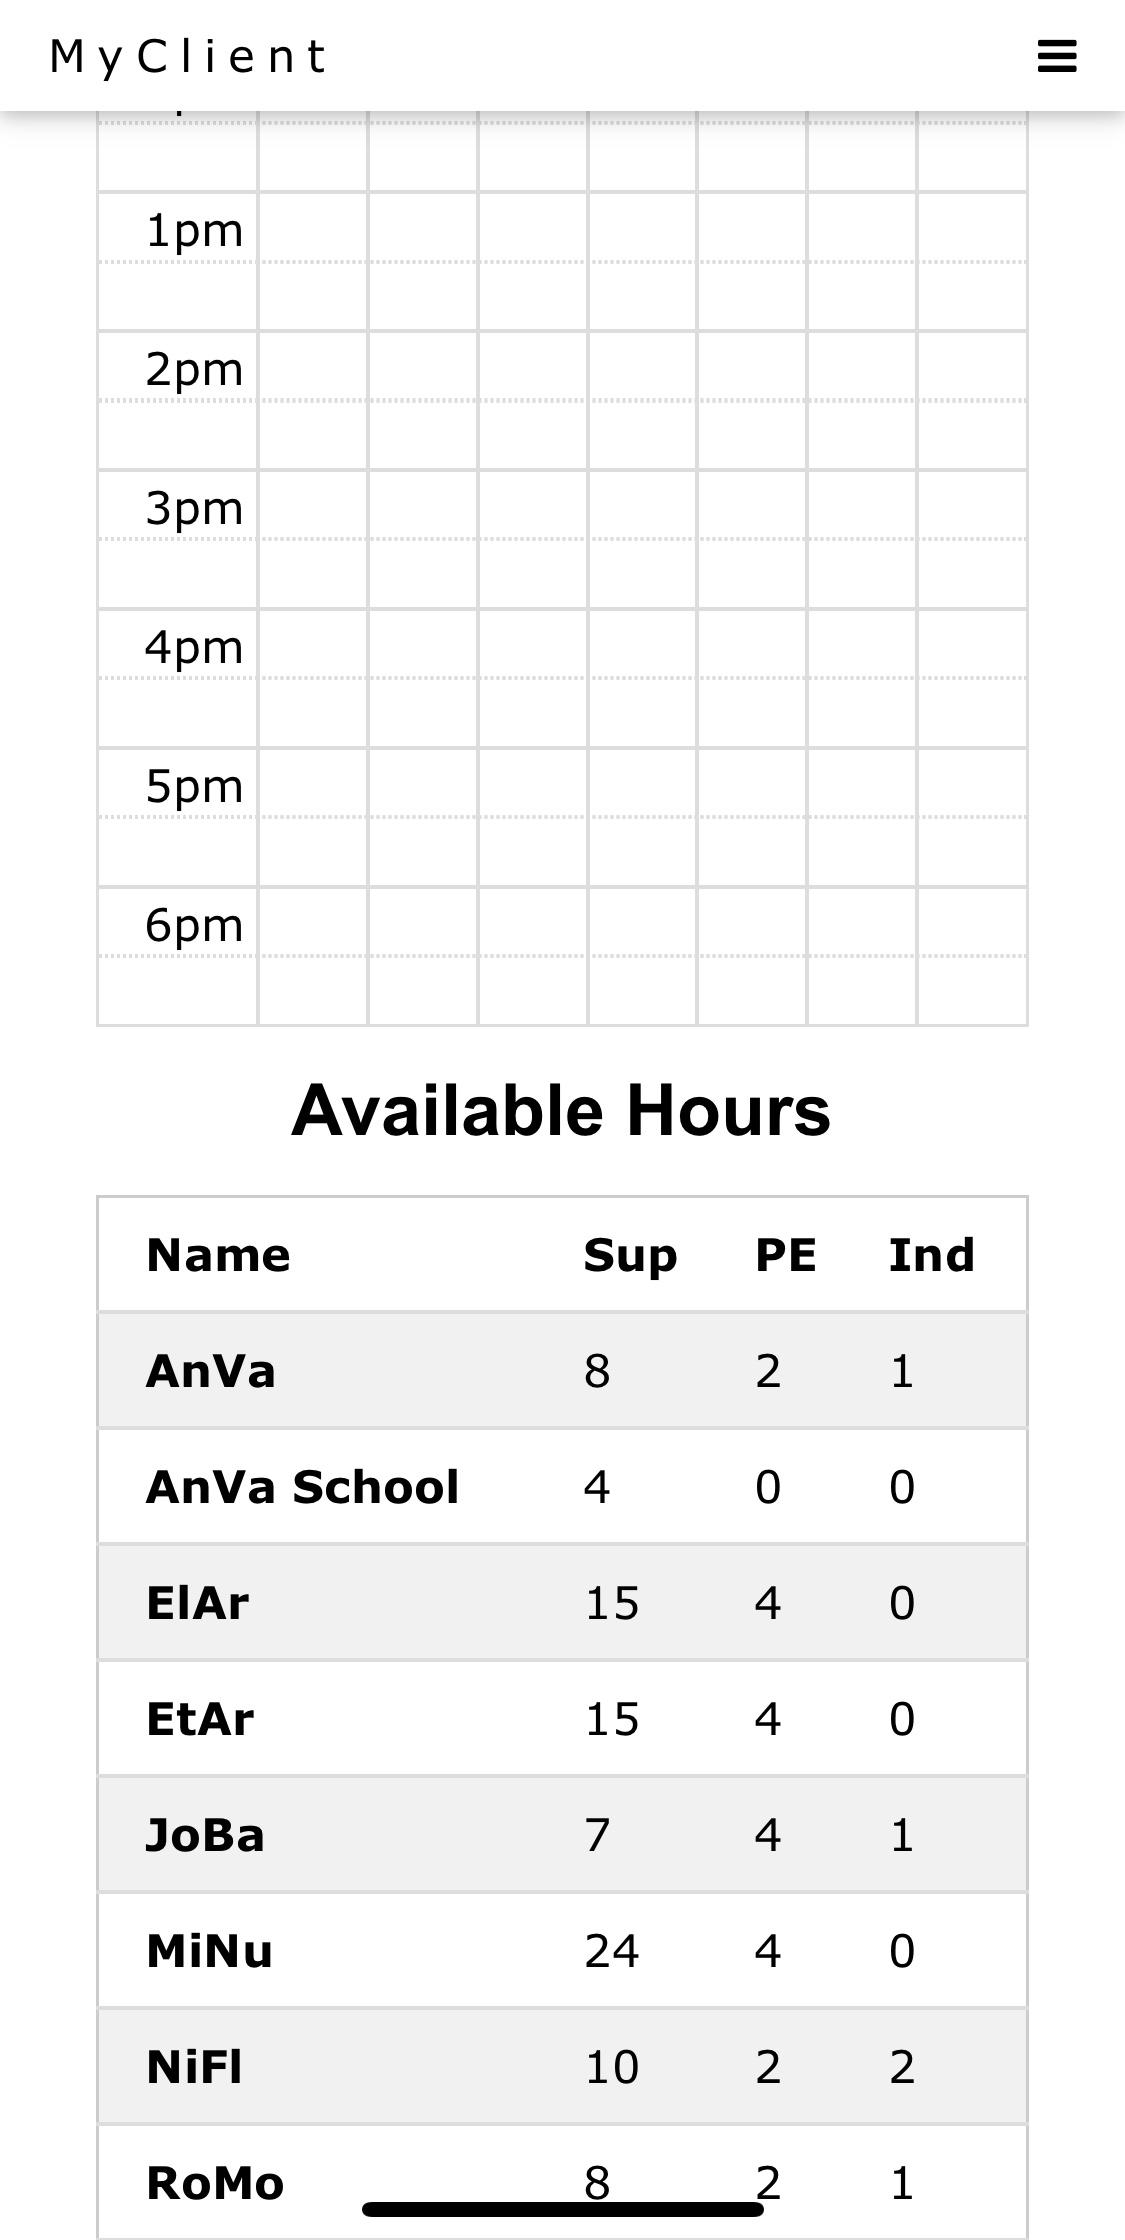 MyClient
1pm
2pm
3pm
4pm
5pm
6pm
Available Hours
Name Sup PE Ind
AnVa 8 2 1
AnVa School 4 0 0
ElAr 15 4 0
EtAr 15 4 0
JoBa 7 4 1
MiNu 24 4 0
NiFl 10 2 2
RoMo 8 2 1